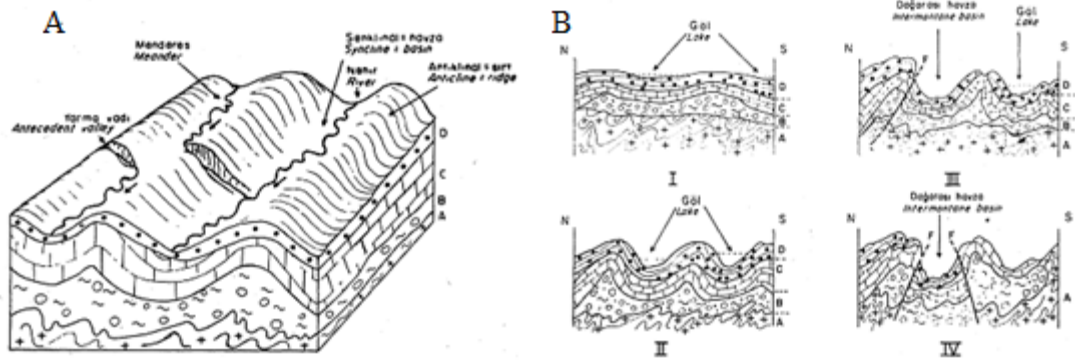 A
Menderes
Meander
Senklinal = havza
Syncline = basin
Nehir
River
Antiklinal = sırt
Anticline = ridge
Yarma vadi
Antecedent valley
D
C
B
A
B
Göl
Lake
N
S
D
C
B
A
I
Dağarası havza
Intermontane basin
Göl
Lake
N
S
F
D
C
B
A
III
Göl
Lake
N
S
D
C
B
A
II
Dağarası havza
Intermontane basin
N
S
F
F
A
IV